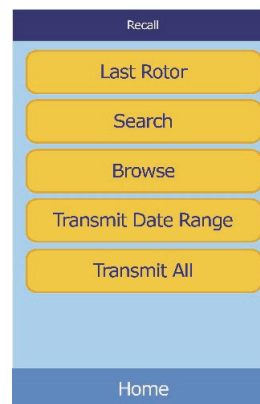 Recall
Last Rotor
Search
Browse
Transmit Date Range
Transmit All
Home